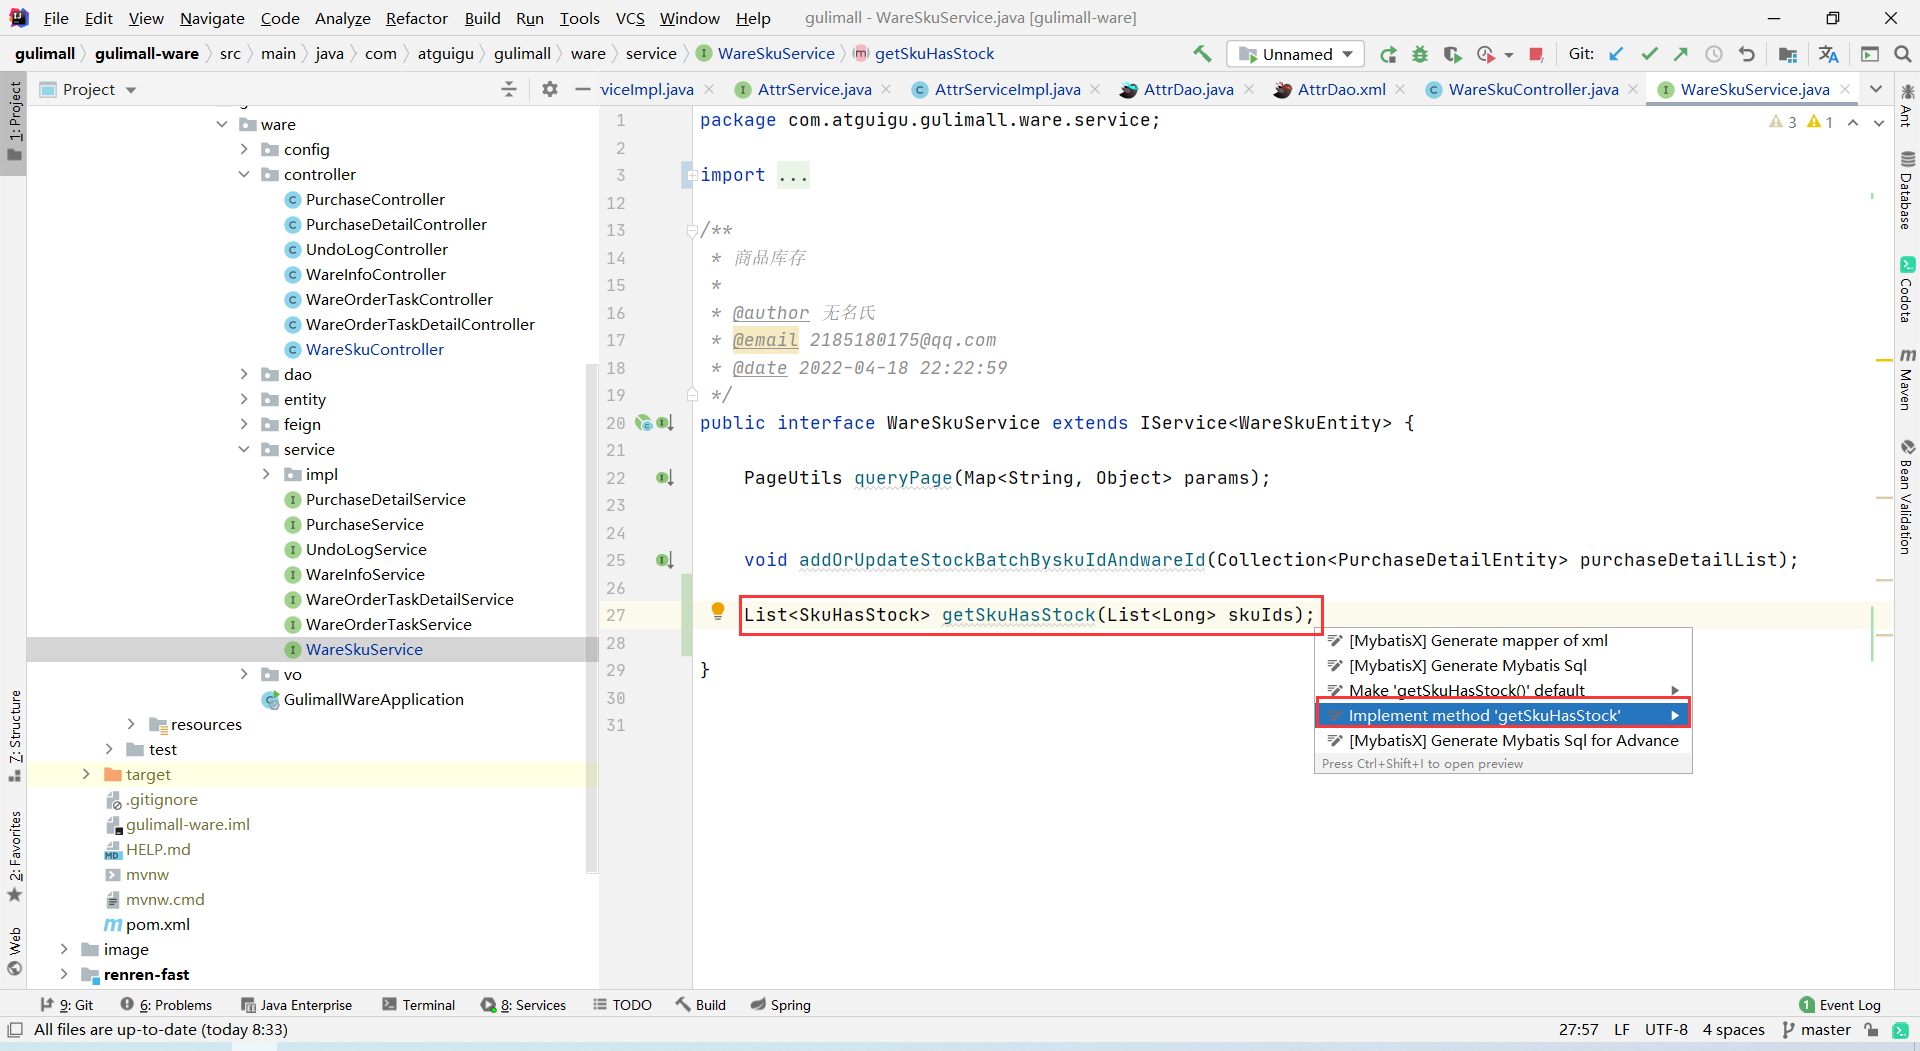 File Edit View Navigate Code Analyze Refactor Build Run Tools VCS Window Help gulimall - WareSkuService.java [gulimall-ware]
gulimall gulimall-ware src main java com atguigu gulimall ware service WareSkuService getSkuHasStock Unnamed Git:
Project viceImpl.java AttrService.java AttrServiceImpl.java AttrDao.java AttrDao.xml WareSkuController.java WareSkuService.java
1: Project
7: Structure
2: Favorites
Web
ware
config
controller
PurchaseController
PurchaseDetailController
UndoLogController
WareInfoController
WareOrderTaskController
WareOrderTaskDetailController
WareSkuController
dao
entity
feign
service
impl
PurchaseDetailService
PurchaseService
UndoLogService
WareInfoService
WareOrderTaskDetailService
WareOrderTaskService
WareSkuService
vo
GulimallWareApplication
resources
test
target
.gitignore
gulimall-ware.iml
HELP.md
mvnw
mvnw.cmd
pom.xml
image
renren-fast
1 package com.atguigu.gulimall.ware.service;
2
3 import ...
12
13 /**
14 * 商品库存
15 *
16 * @author 无名氏
17 * @email 2185180175@qq.com
18 * @date 2022-04-18 22:22:59
19 */
20 public interface WareSkuService extends IService<WareSkuEntity> {
21
22 PageUtils queryPage(Map<String, Object> params);
23
24
25 void addOrUpdateStockBatchByskuIdAndwareId(Collection<PurchaseDetailEntity> purchaseDetailList);
26
27 List<SkuHasStock> getSkuHasStock(List<Long> skuIds);
28
29 }
30
31
3 1
[MybatisX] Generate mapper of xml
[MybatisX] Generate Mybatis Sql
Make 'getSkuHasStock()' default
Implement method 'getSkuHasStock'
[MybatisX] Generate Mybatis Sql for Advance
Press Ctrl+Shift+I to open preview
Ant
Database
Codota
Maven
Bean Validation
9: Git 6: Problems Java Enterprise Terminal 8: Services TODO Build Spring 1 Event Log
All files are up-to-date (today 8:33) 27:57 LF UTF-8 4 spaces master